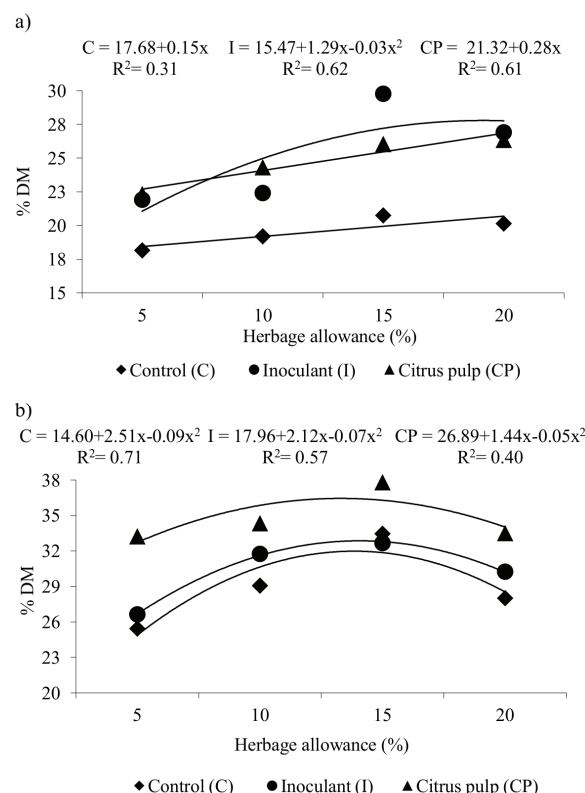 a)
C = 17.68+0.15x I = 15.47+1.29x-0.03x² CP = 21.32+0.28x
R²= 0.31 R²= 0.62 R²= 0.61
30
28
25
23
20
18
15
% DM
5 10 15 20
Herbage allowance (%)
Control (C) Inoculant (I) Citrus pulp (CP)
b)
C = 14.60+2.51x-0.09x² I = 17.96+2.12x-0.07x² CP = 26.89+1.44x-0.05x²
R²= 0.71 R²= 0.57 R²= 0.40
38
35
32
29
26
23
20
% DM
5 10 15 20
Herbage allowance (%)
Control (C) Inoculant (I) Citrus pulp (CP)